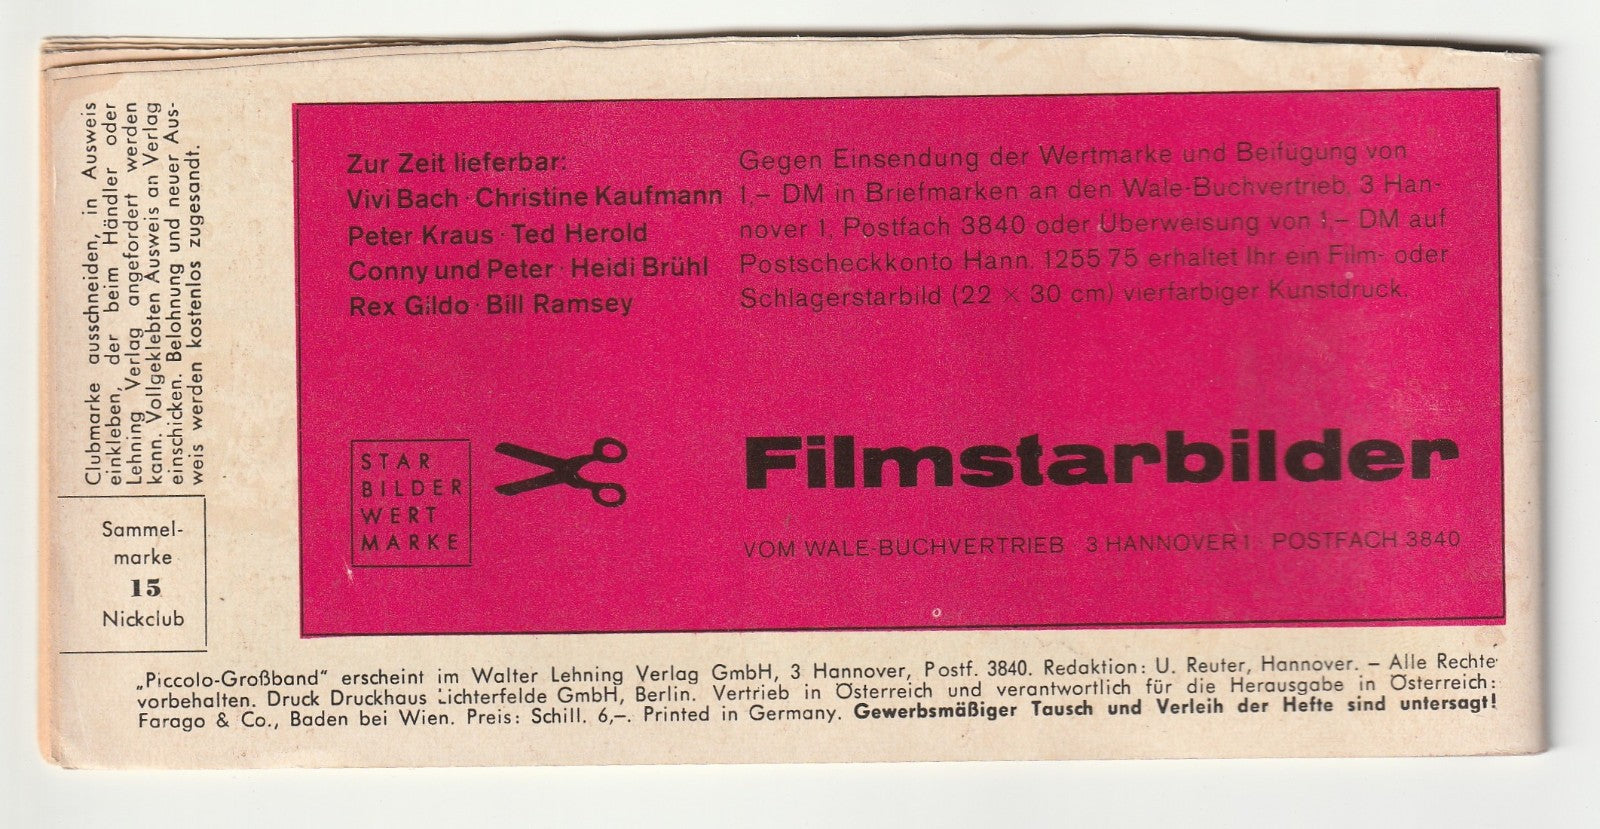 Clubmarke ausschneiden, in Ausweis
einkleben, der beim Händler oder
Lehning Verlag angefordert werden
kann. Vollgeklebten Ausweis an Verlag
einschicken. Belohnung und neuer Aus-
weis werden kostenlos zugesandt.
Sammel-
marke
15
Nickclub
Zur Zeit lieferbar:
Vivi Bach · Christine Kaufmann
Peter Kraus · Ted Herold
Conny und Peter · Heidi Brühl
Rex Gildo · Bill Ramsey
Gegen Einsendung der Wertmarke und Beifügung von
1,– DM in Briefmarken an den Wale-Buchvertrieb, 3 Han-
nover 1, Postfach 3840 oder Überweisung von 1,– DM auf
Postscheckkonto Hann. 1255 75 erhaltet Ihr ein Film- oder
Schlagerstarbild (22 × 30 cm) vierfarbiger Kunstdruck.
STAR
BILDER
WERT
MARKE
Filmstarbilder
VOM WALE-BUCHVERTRIEB · 3 HANNOVER 1 · POSTFACH 3840
„Piccolo-Großband" erscheint im Walter Lehning Verlag GmbH, 3 Hannover, Postf. 3840. Redaktion: U. Reuter, Hannover. – Alle Rechte
vorbehalten. Druck Druckhaus Lichterfelde GmbH, Berlin. Vertrieb in Österreich und verantwortlich für die Herausgabe in Österreich:
Farago & Co., Baden bei Wien. Preis: Schill. 6,–. Printed in Germany. Gewerbsmäßiger Tausch und Verleih der Hefte sind untersagt!